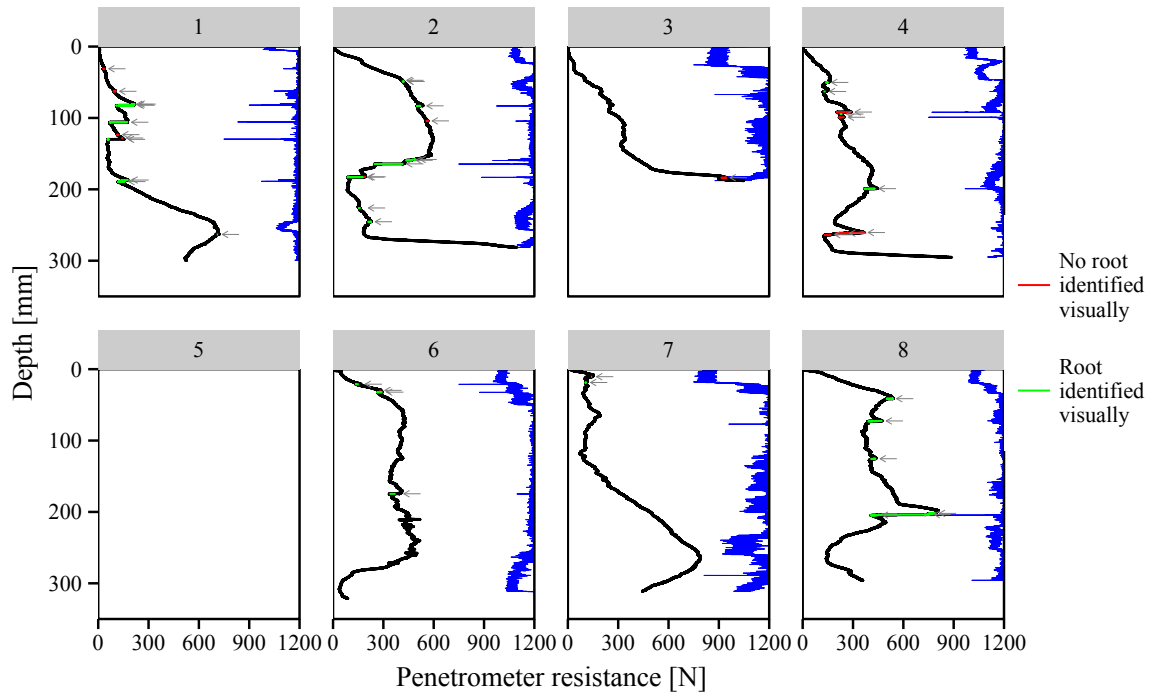 1 2 3 4
0
100
200
300
Depth [mm]
No root
identified
visually
Root
identified
visually
5 6 7 8
0
100
200
300
0 300 600 900 1200 0 300 600 900 1200 0 300 600 900 1200 0 300 600 900 1200
Penetrometer resistance [N]